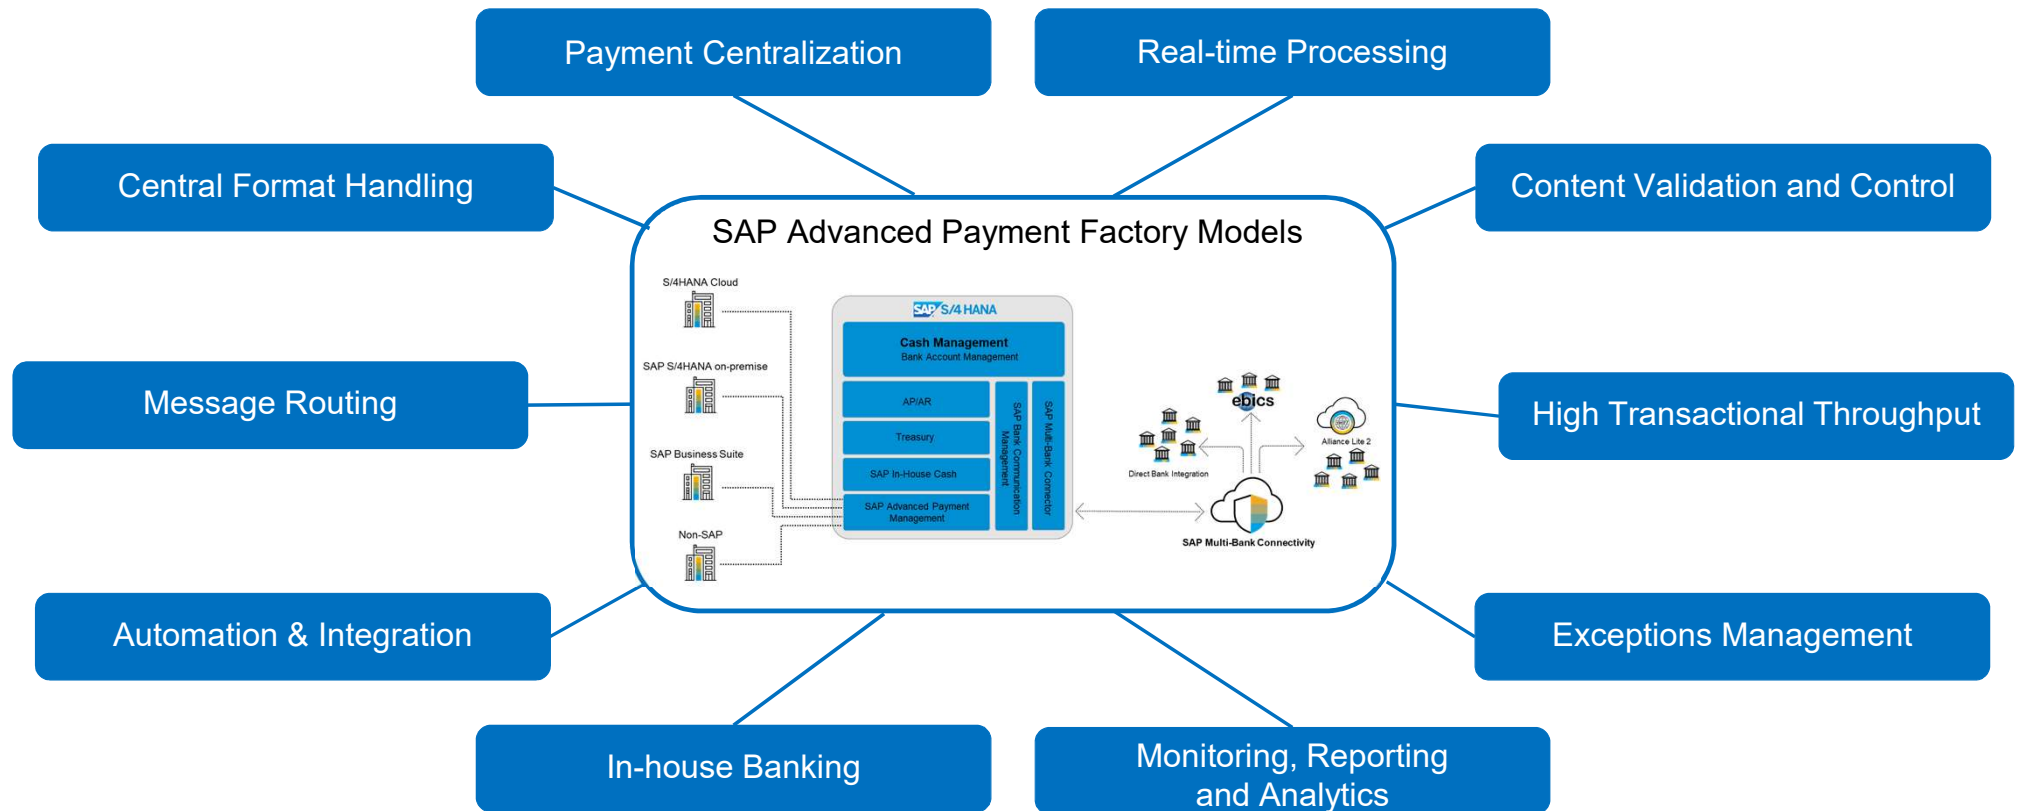 Payment Centralization
Real-time Processing
Central Format Handling
Content Validation and Control
SAP Advanced Payment Factory Models
S/4HANA Cloud
SAP S/4HANA on-premise
SAP Business Suite
Non-SAP
SAP S/4 HANA
Cash Management
Bank Account Management
AP/AR
Treasury
SAP In-House Cash
SAP Advanced Payment
Management
SAP Bank Communication
Management
SAP Multi-Bank Connector
ebics
Alliance Lite 2
Direct Bank Integration
SAP Multi-Bank Connectivity
Message Routing
High Transactional Throughput
Automation & Integration
Exceptions Management
In-house Banking
Monitoring, Reporting
and Analytics